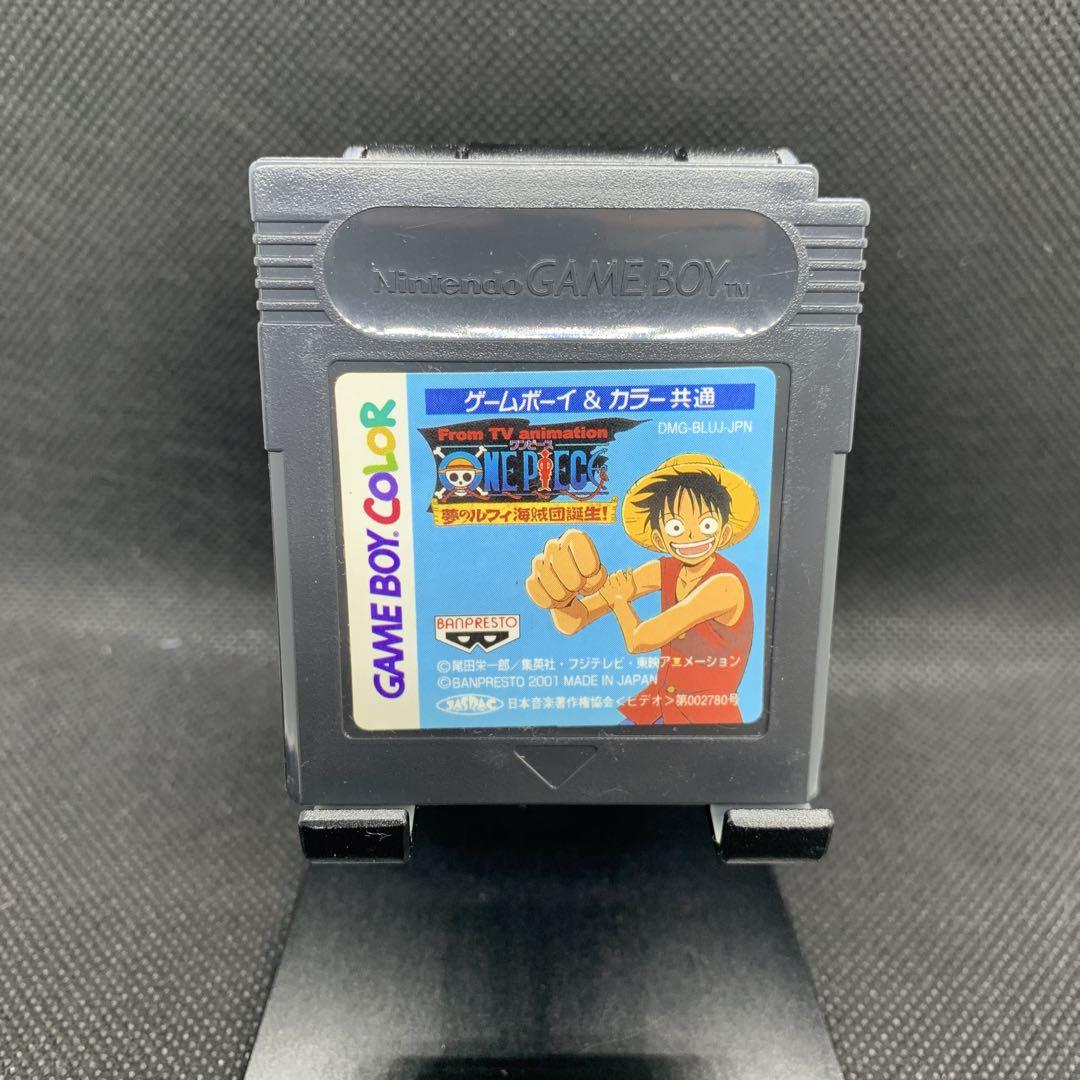 Nintendo GAME BOY TM
GAME BOY COLOR
ゲームボーイ & カラー共通
DMG-BLUJ-JPN
From TV animation
ワンピース
ONE PIECE
夢のルフィ海賊団誕生!
BANPRESTO
©尾田栄一郎/集英社・フジテレビ・東映アニメーション
©BANPRESTO 2001 MADE IN JAPAN
JASRAC 日本音楽著作権協会<ビデオ>第002780号